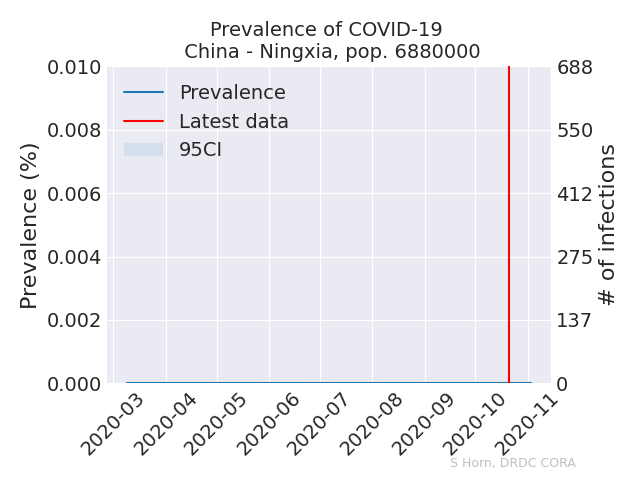 Prevalence of COVID-19
China - Ningxia, pop. 6880000
Prevalence
Latest data
95CI
Prevalence (%)
0.010
0.008
0.006
0.004
0.002
0.000
688
550
412
275
137
0
# of infections
2020-03
2020-04
2020-05
2020-06
2020-07
2020-08
2020-09
2020-10
2020-11
S Horn, DRDC CORA